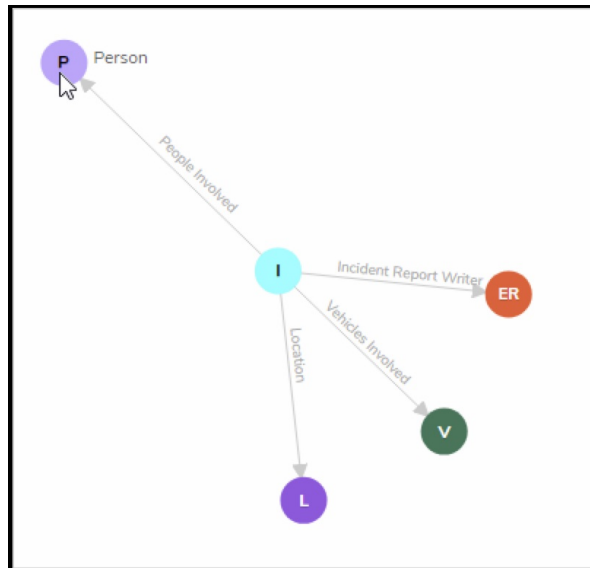 P
Person
People Involved
I
Incident Report Writer
ER
Vehicles Involved
Location
V
L